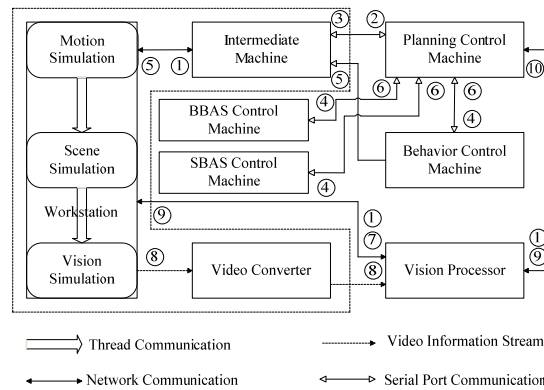 ③ ②
Motion
Simulation
Intermediate
Machine
Planning Control
Machine
⑤ ① ⑤ ⑩
④ ⑥ ⑥ ⑥
BBAS Control
Machine
④
Scene
Simulation
SBAS Control
Machine
Behavior Control
Machine
④
Workstation
⑨ ①
⑦
①
⑨
Vision
Simulation
⑧
Video Converter
⑧
Vision Processor
Thread Communication
Video Information Stream
Network Communication
Serial Port Communication